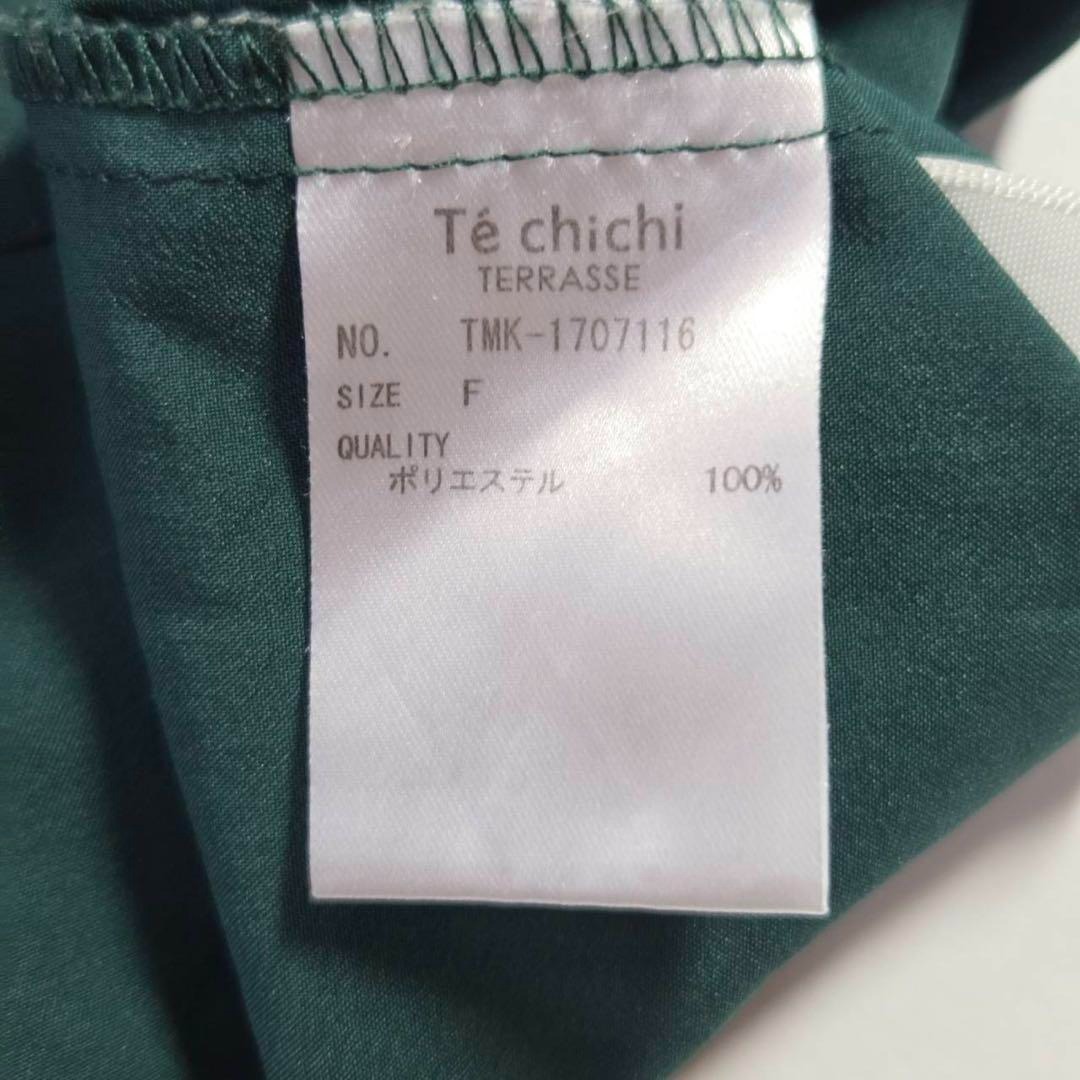 Té chichi
TERRASSE
NO. TMK-1707116
SIZE F
QUALITY
ポリエステル 100%